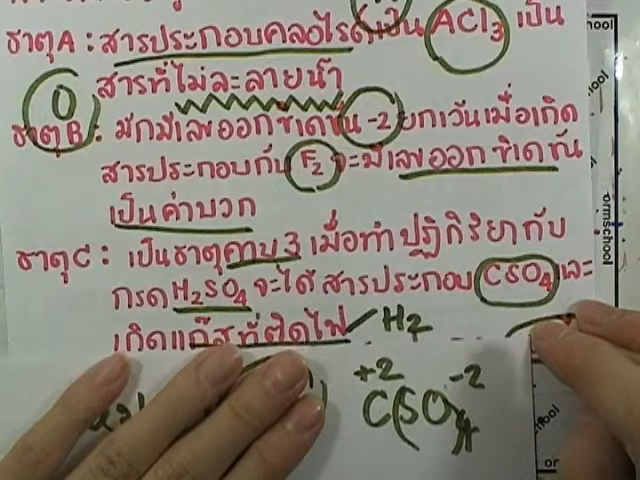 ธาตุA : สารประกอบคลอไรด์เป็น ACl3 เป็น
สารที่ไม่ละลายน้ำ
O
ธาตุB : มักมีเลขออกซิเดชัน -2 ยกเว้นเมื่อเกิด
สารประกอบกับ F2 จะมีเลขออกซิเดชัน
เป็นค่าบวก
ธาตุC : เป็นธาตุคาบ 3 เมื่อทำปฏิกิริยากับ
กรด H2SO4 จะได้สารประกอบ CSO4 และ
เกิดแก๊สที่ติดไฟ H2
+2 -2
C(SO4)
hool
ool
ormschool
hool
or